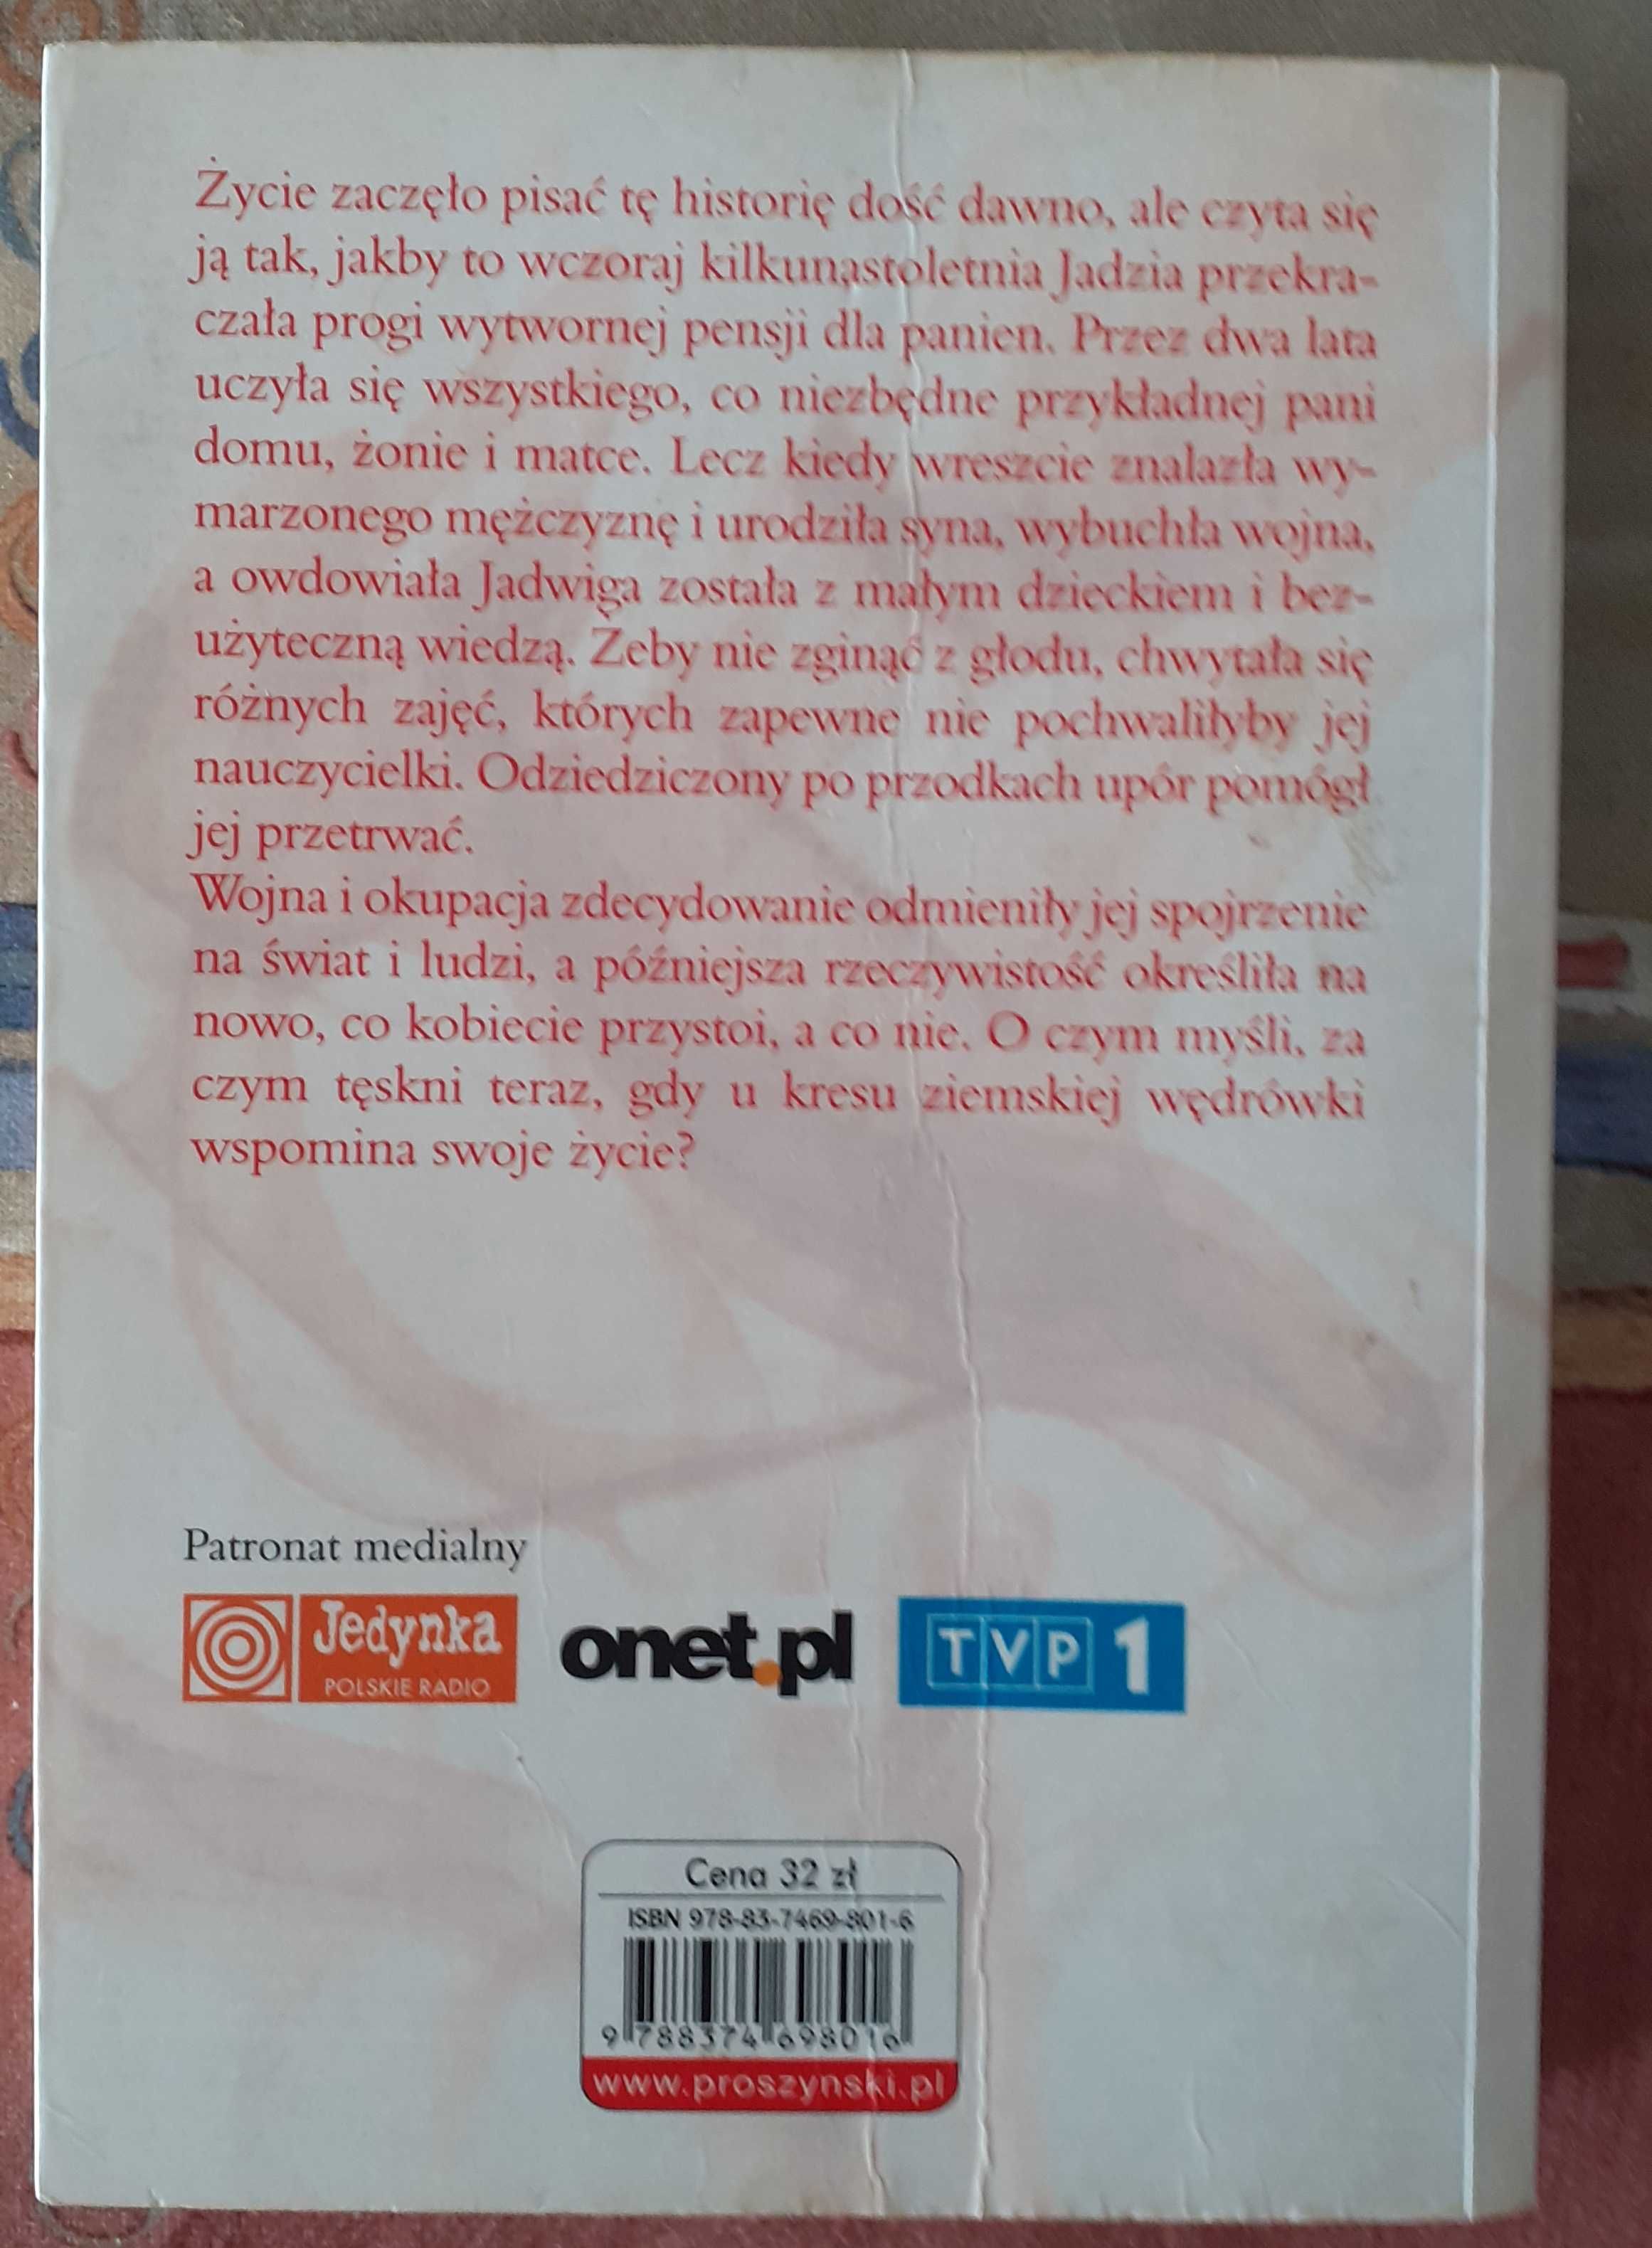 Życie zaczęło pisać tę historię dość dawno, ale czyta się
ją tak, jakby to wczoraj kilkunastoletnia Jadzia przekra-
czała progi wytwornej pensji dla panien. Przez dwa lata
uczyła się wszystkiego, co niezbędne przykładnej pani
domu, żonie i matce. Lecz kiedy wreszcie znalazła wy-
marzonego mężczyznę i urodziła syna, wybuchła wojna,
a owdowiała Jadwiga została z małym dzieckiem i bez-
użyteczną wiedzą. Żeby nie zginąć z głodu, chwytała się
różnych zajęć, których zapewne nie pochwaliłyby jej
nauczycielki. Odziedziczony po przodkach upór pomógł
jej przetrwać.
Wojna i okupacja zdecydowanie odmieniły jej spojrzenie
na świat i ludzi, a późniejsza rzeczywistość określiła na
nowo, co kobiecie przystoi, a co nie. O czym myśli, za
czym tęskni teraz, gdy u kresu ziemskiej wędrówki
wspomina swoje życie?
Patronat medialny
Jedynka
POLSKIE RADIO
onet.pl
TVP 1
Cena 32 zł
ISBN 978-83-7469-801-6
9 788374 698016
www.proszynski.pl